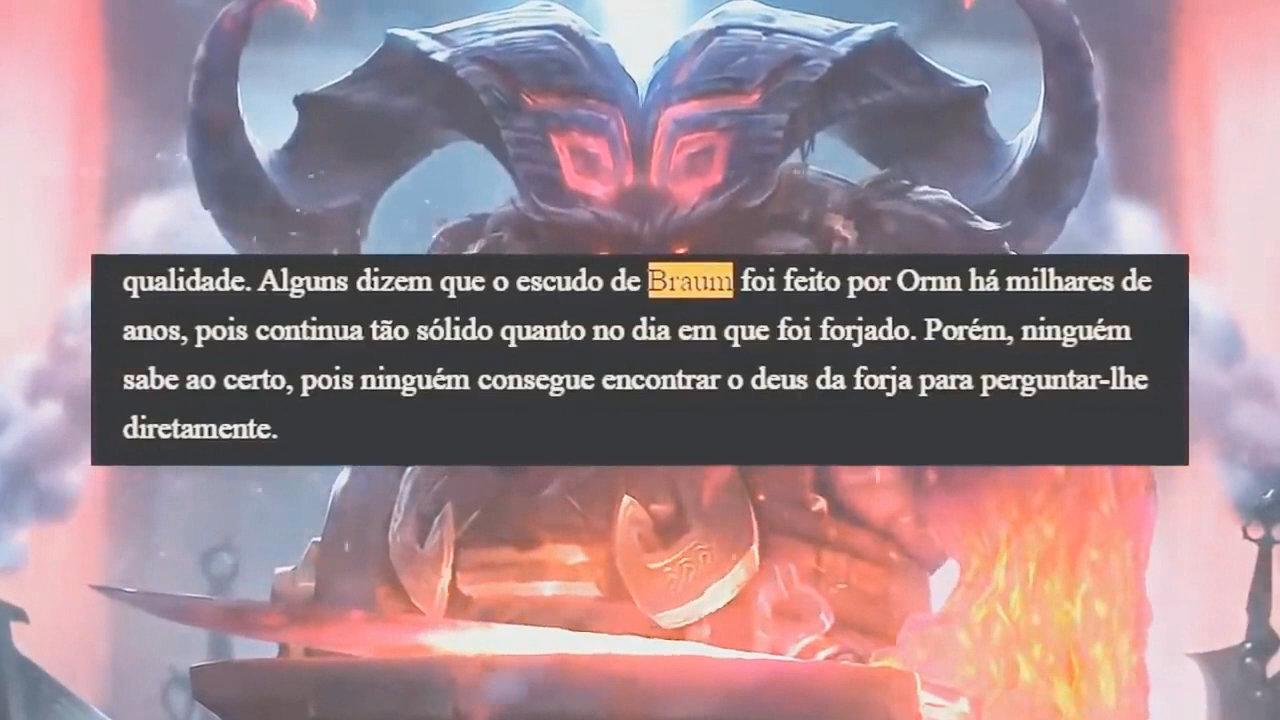 qualidade. Alguns dizem que o escudo de Braum foi feito por Ornn há milhares de
anos, pois continua tão sólido quanto no dia em que foi forjado. Porém, ninguém
sabe ao certo, pois ninguém consegue encontrar o deus da forja para perguntar-lhe
diretamente.